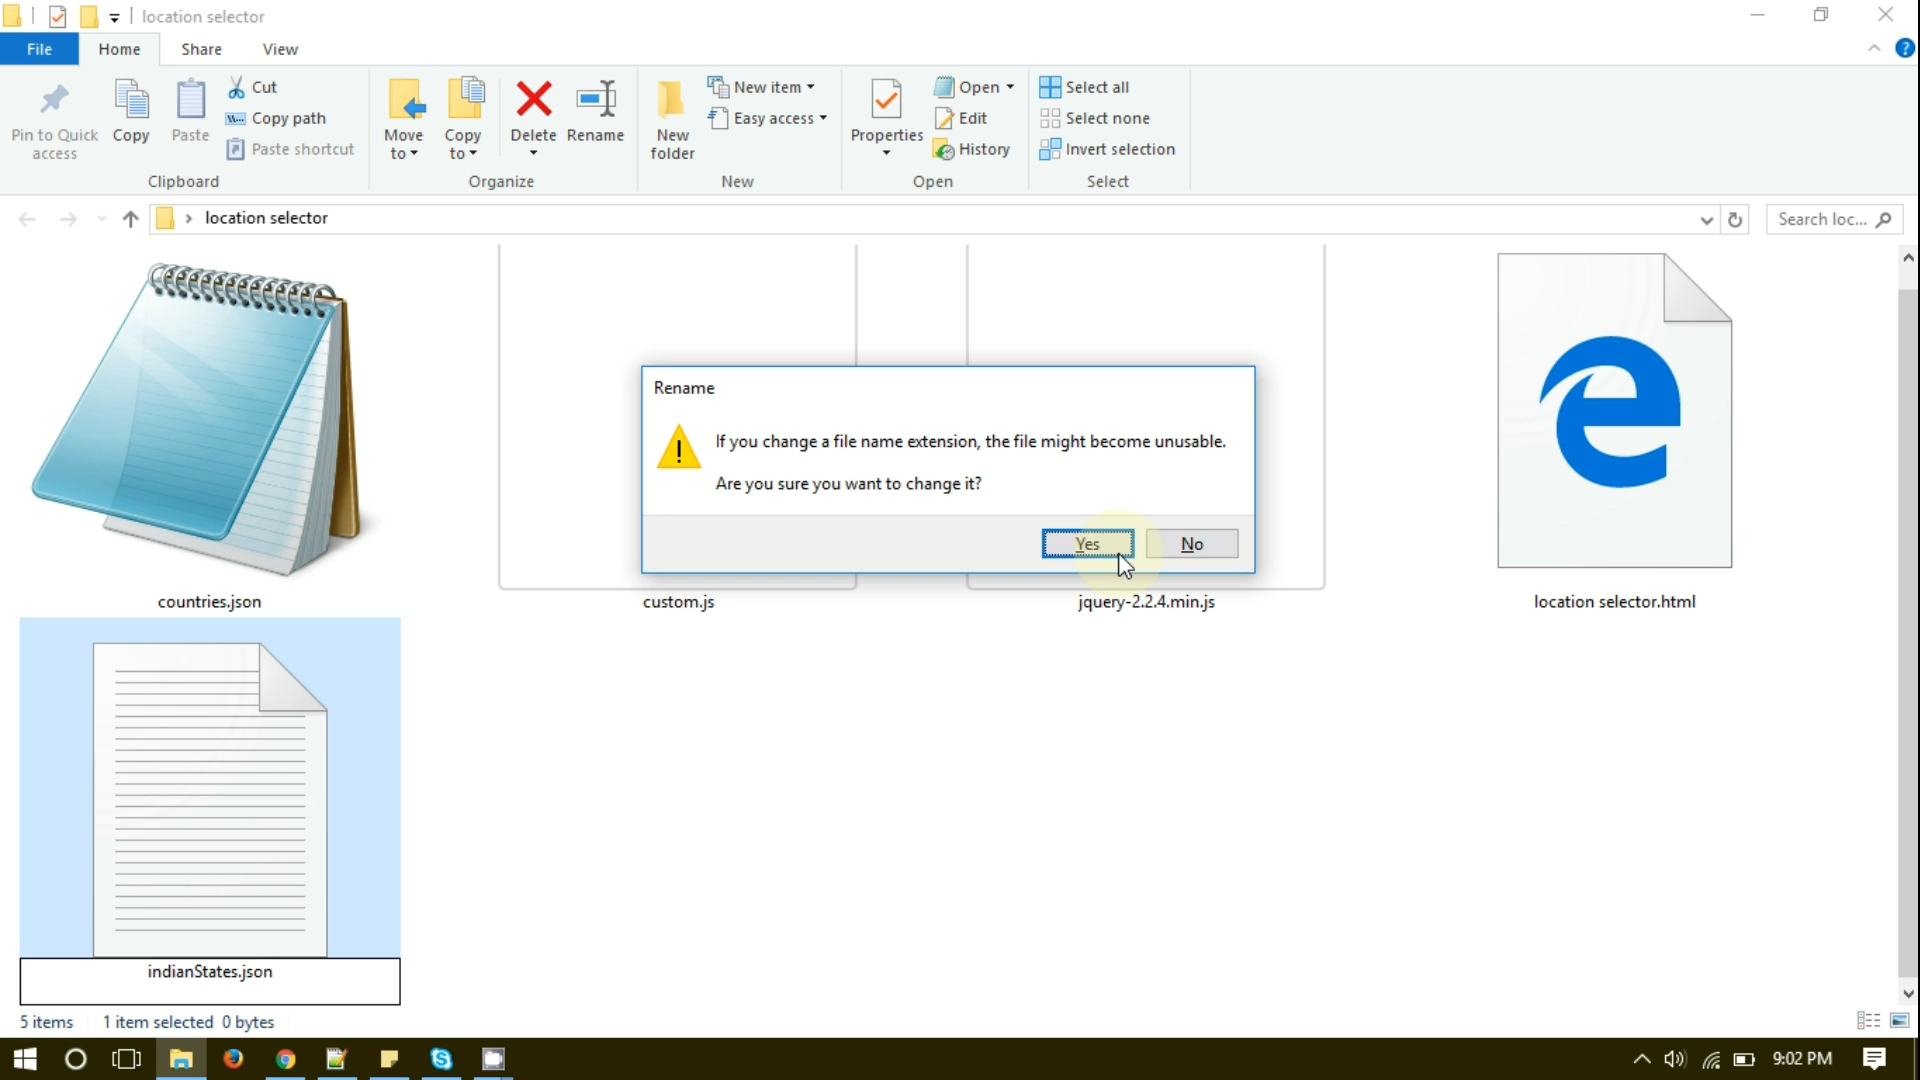 location selector
File Home Share View
Pin to Quick access
Copy
Paste
Cut
Copy path
Paste shortcut
Clipboard
Move to
Copy to
Delete
Rename
Organize
New folder
New item
Easy access
New
Properties
Open
Edit
History
Open
Select all
Select none
Invert selection
Select
location selector
Search loc...
Rename
If you change a file name extension, the file might become unusable.
Are you sure you want to change it?
Yes No
countries.json
custom.js
jquery-2.2.4.min.js
location selector.html
indianStates.json
5 items 1 item selected 0 bytes
9:02 PM